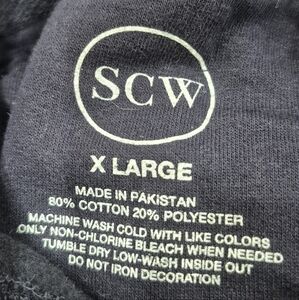 SCW
X LARGE
MADE IN PAKISTAN
80% COTTON 20% POLYESTER
MACHINE WASH COLD WITH LIKE COLORS
ONLY NON-CHLORINE BLEACH WHEN NEEDED
TUMBLE DRY LOW-WASH INSIDE OUT
DO NOT IRON DECORATION